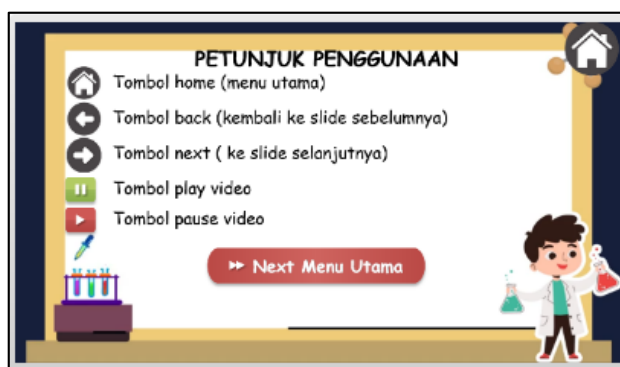 PETUNJUK PENGGUNAAN
Tombol home (menu utama)
Tombol back (kembali ke slide sebelumnya)
Tombol next ( ke slide selanjutnya)
Tombol play video
Tombol pause video
Next Menu Utama